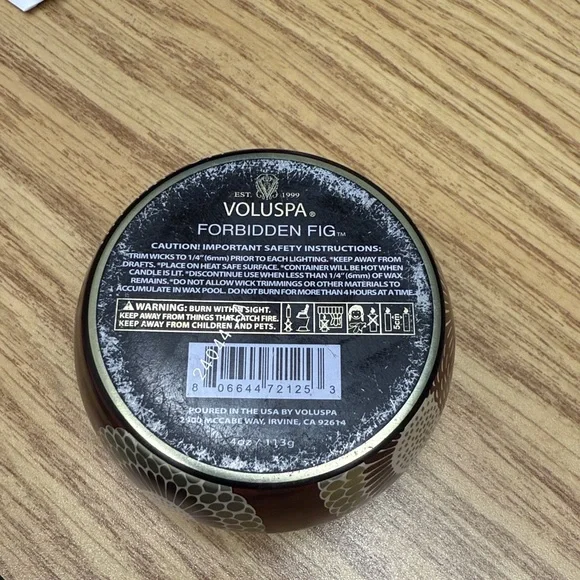 EST. 1999
VOLUSPA®
FORBIDDEN FIG™
CAUTION! IMPORTANT SAFETY INSTRUCTIONS:
*TRIM WICKS TO 1/4"(6mm) PRIOR TO EACH LIGHTING. *KEEP AWAY FROM
DRAFTS. *PLACE ON HEAT SAFE SURFACE. *CONTAINER WILL BE HOT WHEN
CANDLE IS LIT. *DISCONTINUE USE WHEN LESS THAN 1/4"(6mm) OF WAX
REMAINS. *DO NOT ALLOW WICK TRIMMINGS OR OTHER MATERIALS TO
ACCUMULATE IN WAX POOL. DO NOT BURN FOR MORE THAN 4 HOURS AT A TIME.
WARNING: BURN WITHIN SIGHT.
KEEP AWAY FROM THINGS THAT CATCH FIRE.
KEEP AWAY FROM CHILDREN AND PETS.
5cm
8 06644 72125 3
POURED IN THE USA BY VOLUSPA
2900 MCCABE WAY, IRVINE, CA 92614
4oz / 113g